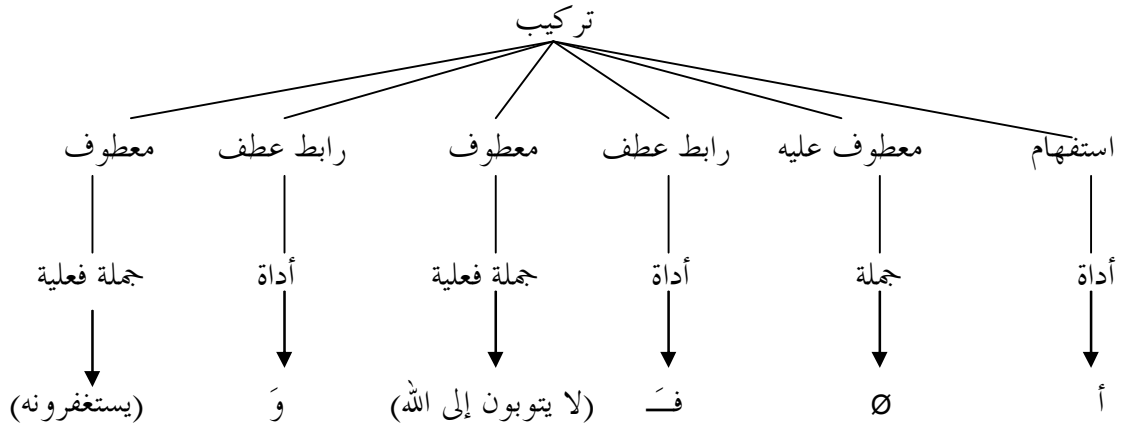 تركيب
استفهام معطوف عليه رابط عطف معطوف رابط عطف معطوف
أداة جملة أداة جملة فعلية أداة جملة فعلية
أ Ø فَـ (لا يتوبون إلى الله) وَ (يستغفرونه)